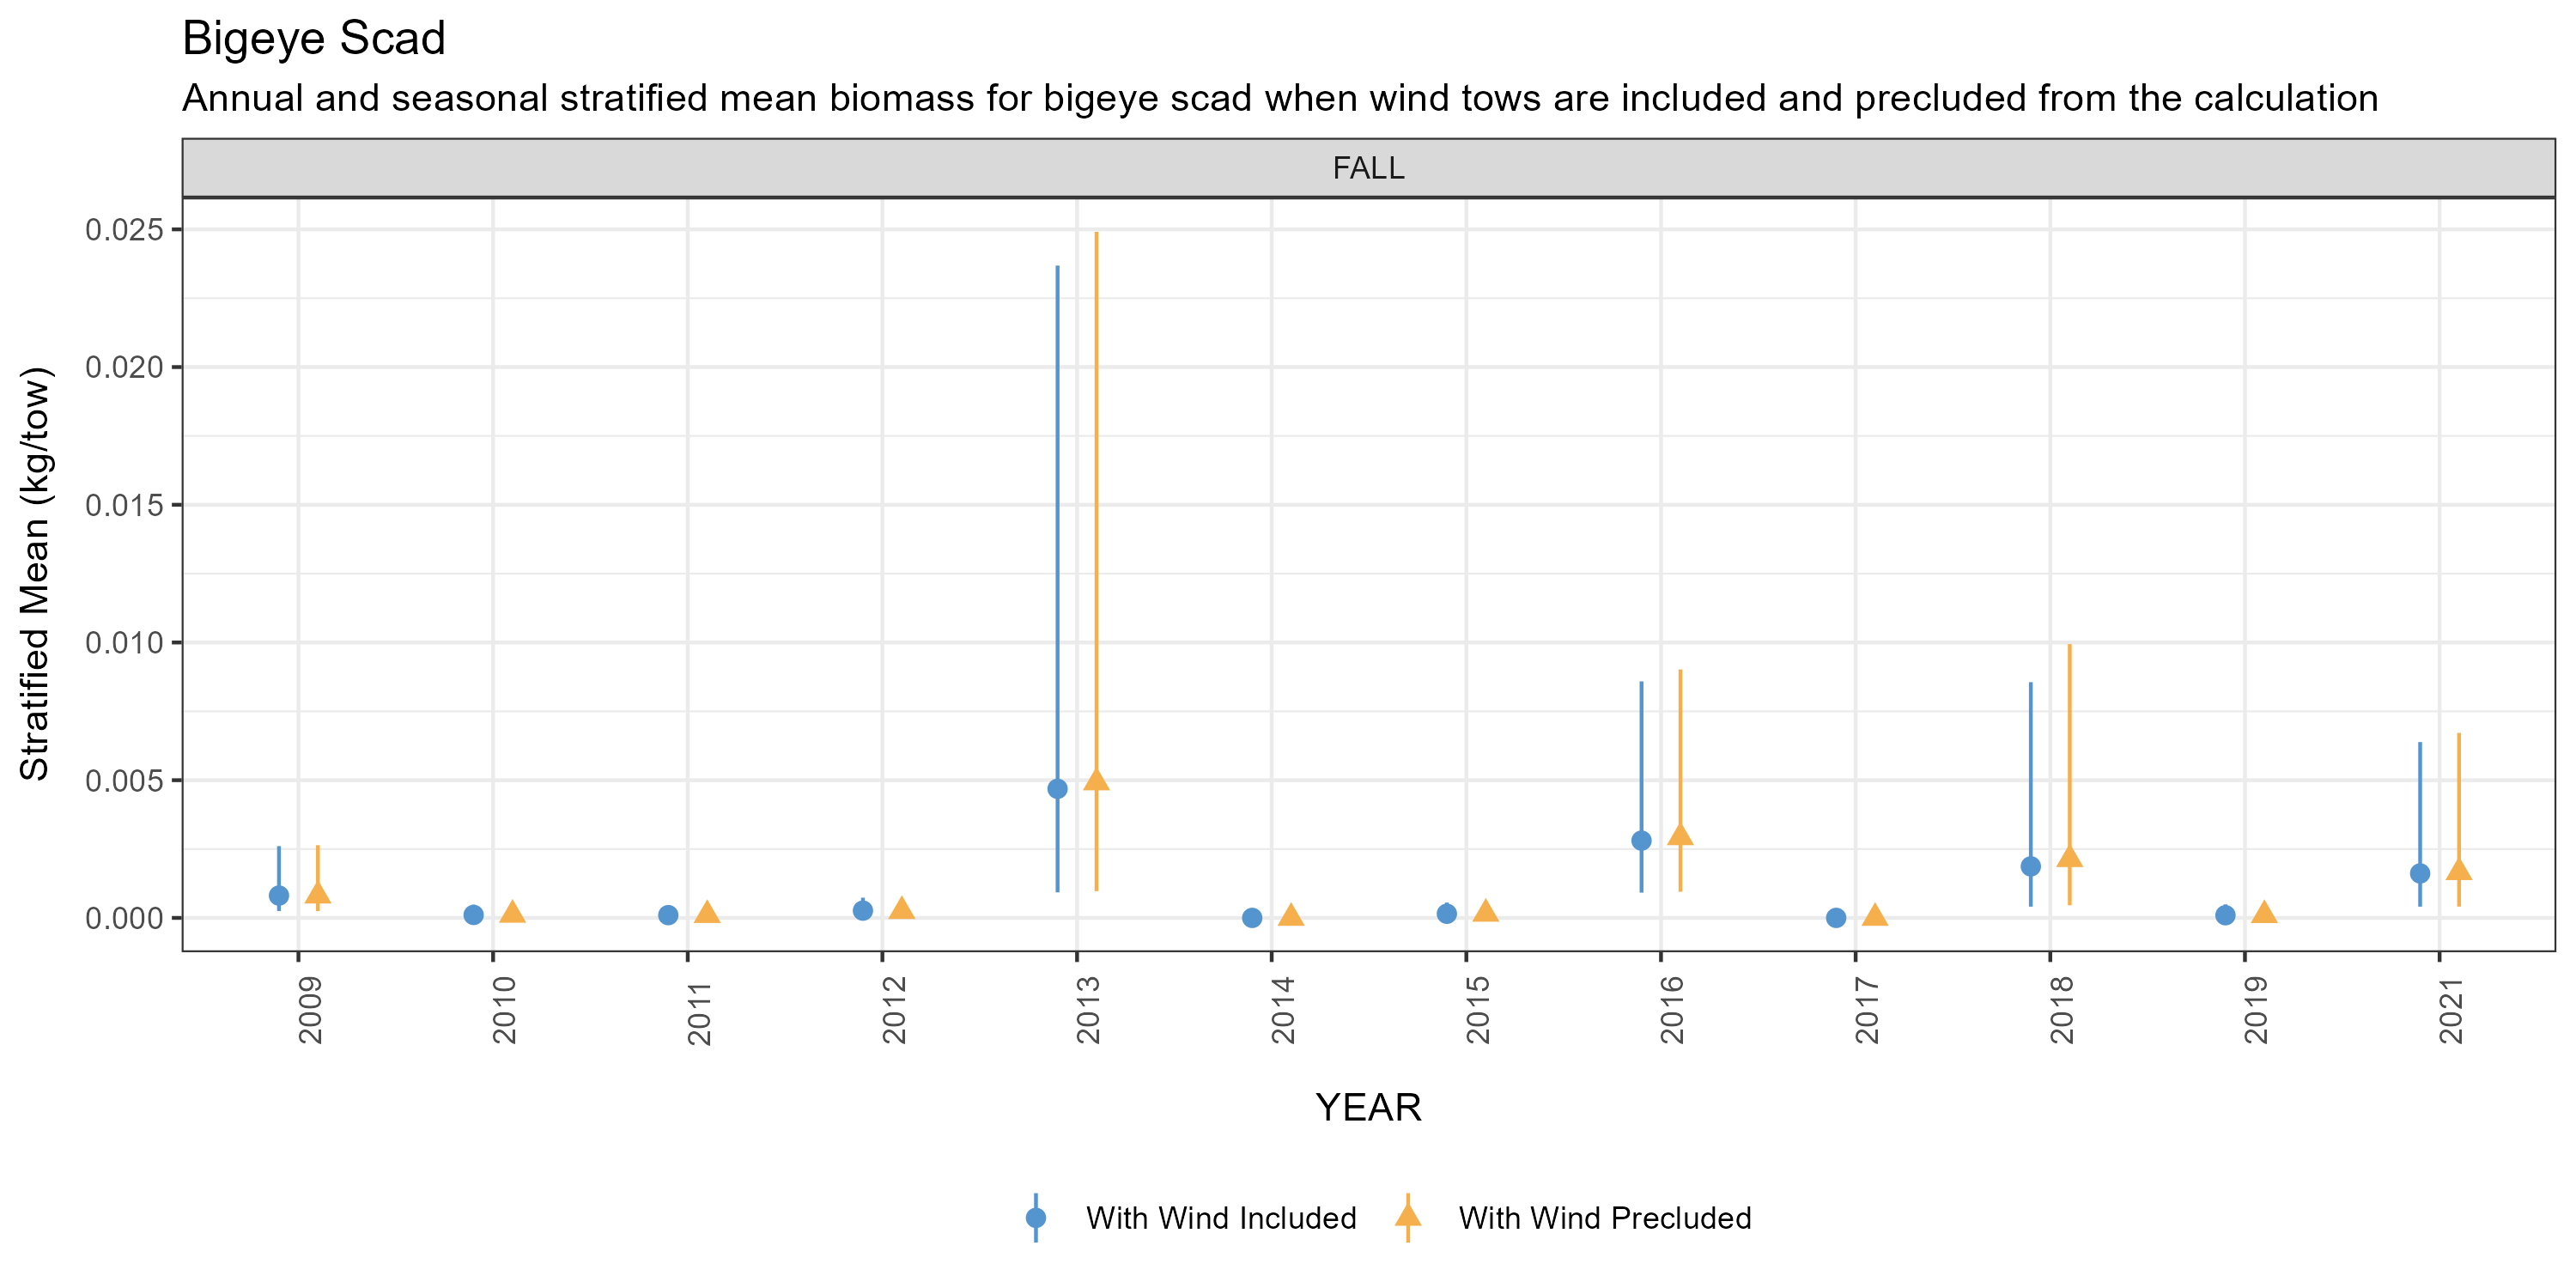 Bigeye Scad
Annual and seasonal stratified mean biomass for bigeye scad when wind tows are included and precluded from the calculation
FALL
Stratified Mean (kg/tow)
0.025
0.020
0.015
0.010
0.005
0.000
2009
2010
2011
2012
2013
2014
2015
2016
2017
2018
2019
2021
YEAR
With Wind Included
With Wind Precluded